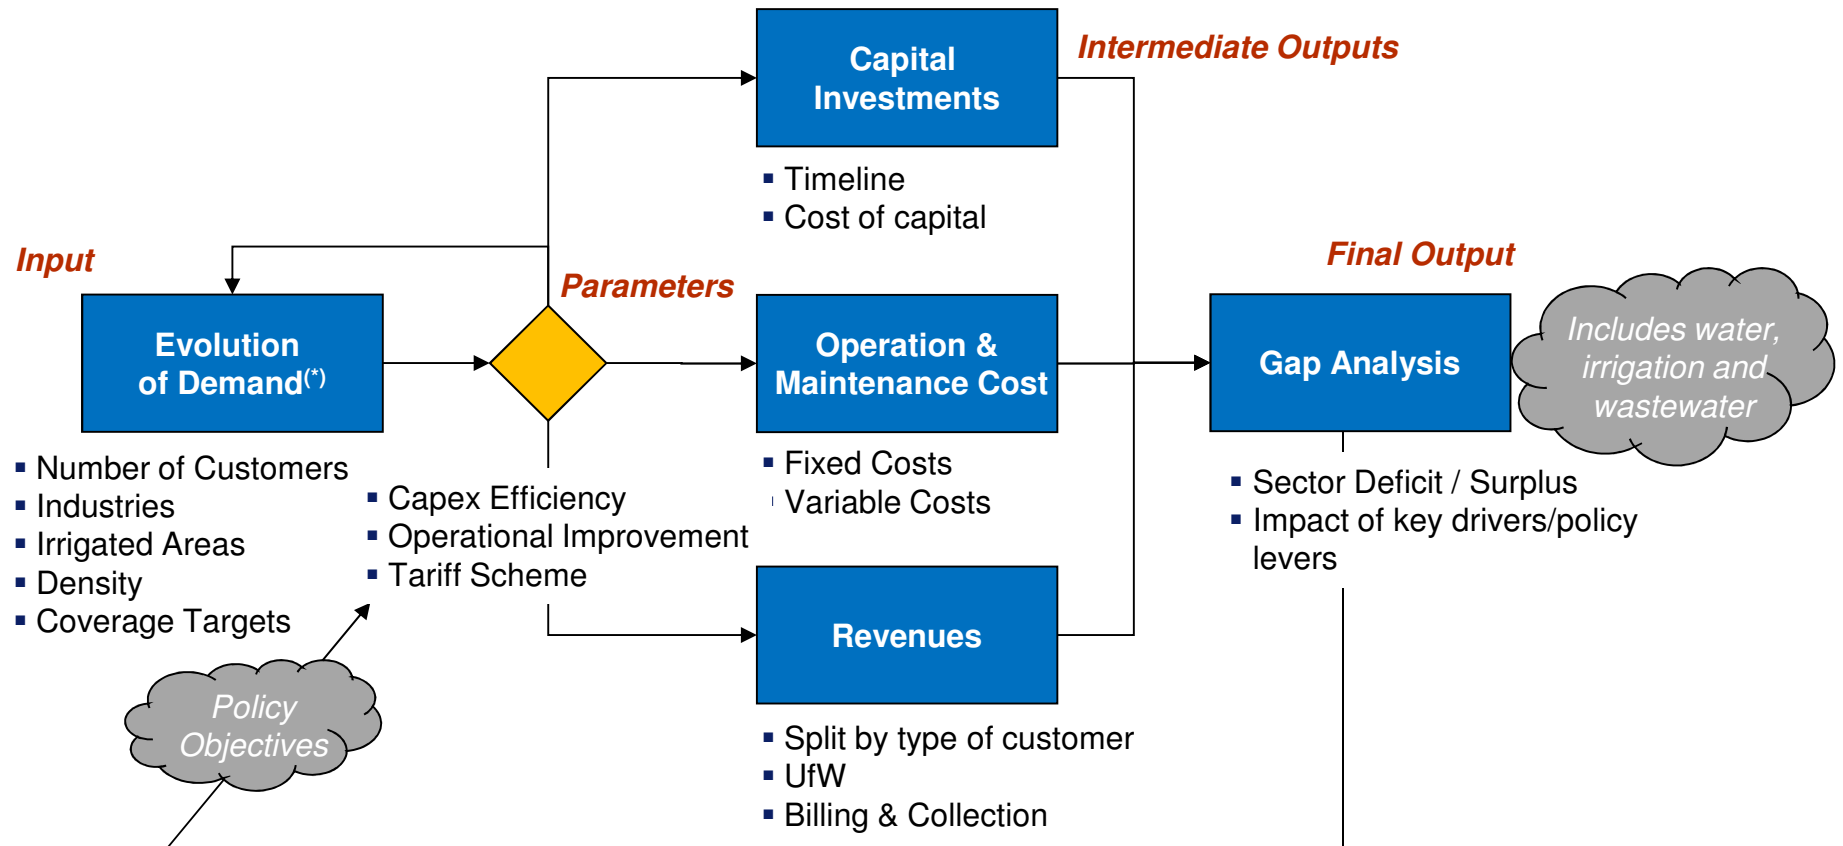 Capital
Investments
Intermediate Outputs
▪ Timeline
▪ Cost of capital
Input
Parameters
Final Output
Evolution
of Demand(*)
Operation &
Maintenance Cost
Gap Analysis
Includes water,
irrigation and
wastewater
▪ Number of Customers
▪ Industries
▪ Irrigated Areas
▪ Density
▪ Coverage Targets
▪ Capex Efficiency
▪ Operational Improvement
▪ Tariff Scheme
▪ Fixed Costs
Variable Costs
▪ Sector Deficit / Surplus
▪ Impact of key drivers/policy
levers
Revenues
Policy
Objectives
▪ Split by type of customer
▪ UfW
▪ Billing & Collection